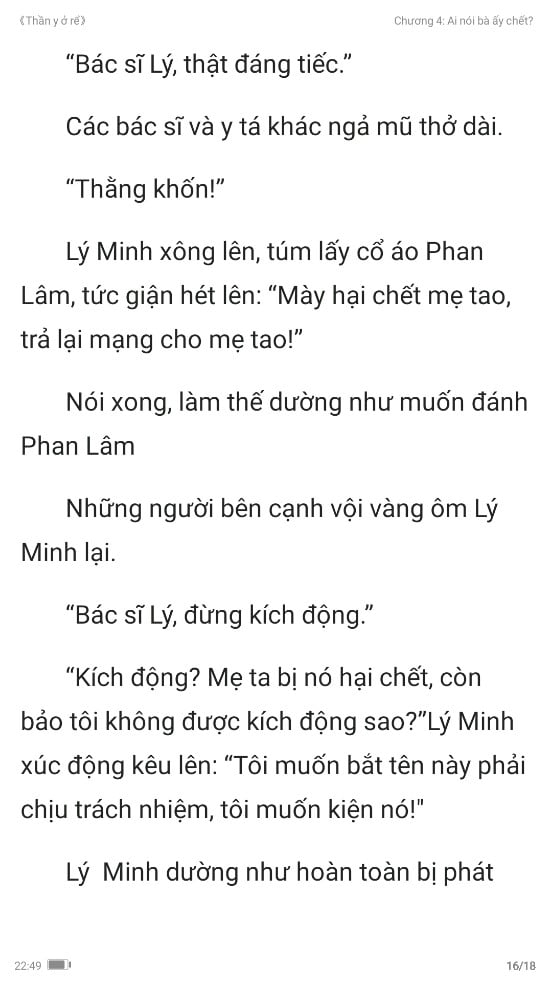 《Thần y ở rể》
Chương 4: Ai nói bà ấy chết?
“Bác sĩ Lý, thật đáng tiếc.”
Các bác sĩ và y tá khác ngả mũ thở dài.
“Thằng khốn!”
Lý Minh xông lên, túm lấy cổ áo Phan
Lâm, tức giận hét lên: “Mày hại chết mẹ tao,
trả lại mạng cho mẹ tao!”
Nói xong, làm thế dường như muốn đánh
Phan Lâm
Những người bên cạnh vội vàng ôm Lý
Minh lại.
“Bác sĩ Lý, đừng kích động.”
“Kích động? Mẹ ta bị nó hại chết, còn
bảo tôi không được kích động sao?”Lý Minh
xúc động kêu lên: “Tôi muốn bắt tên này phải
chịu trách nhiệm, tôi muốn kiện nó!"
Lý  Minh dường như hoàn toàn bị phát
22:49
16/18